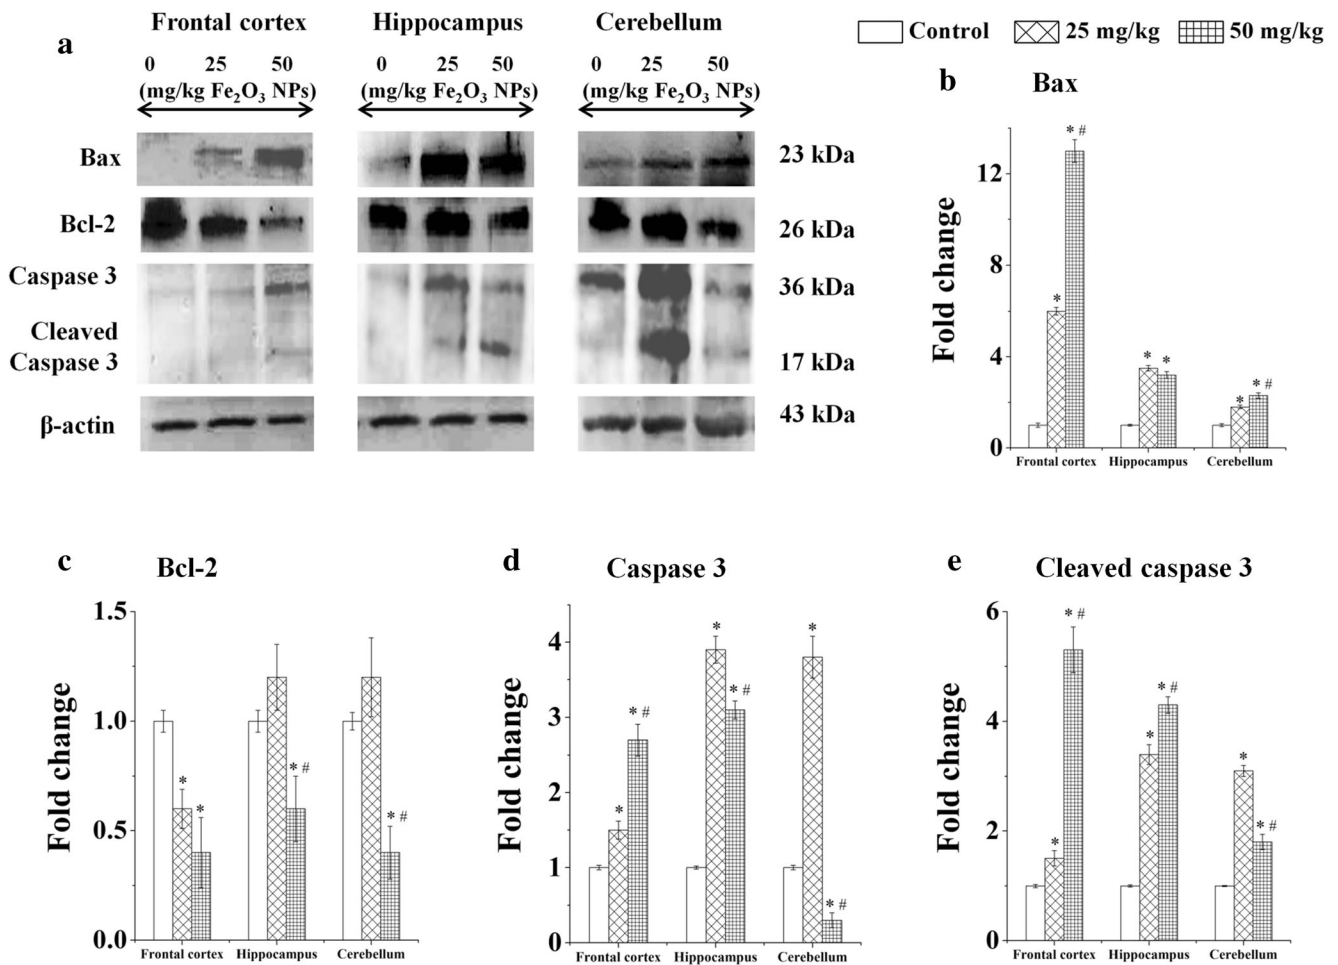 a
Frontal cortex
0 25 50
(mg/kg Fe₂O₃ NPs)
Hippocampus
0 25 50
(mg/kg Fe₂O₃ NPs)
Cerebellum
0 25 50
(mg/kg Fe₂O₃ NPs)
Bax
23 kDa
Bcl-2
26 kDa
Caspase 3
36 kDa
Cleaved
Caspase 3
17 kDa
β-actin
43 kDa
Control
25 mg/kg
50 mg/kg
b
Bax
Fold change
12
8
4
0
* * #
* *
* * #
Frontal cortex
Hippocampus
Cerebellum
c
Bcl-2
Fold change
1.5
1.0
0.5
0.0
* *
* #
* #
Frontal cortex
Hippocampus
Cerebellum
d
Caspase 3
Fold change
4
3
2
1
0
* * #
* * #
* * #
Frontal cortex
Hippocampus
Cerebellum
e
Cleaved caspase 3
Fold change
6
4
2
0
* * #
* * #
* * #
Frontal cortex
Hippocampus
Cerebellum